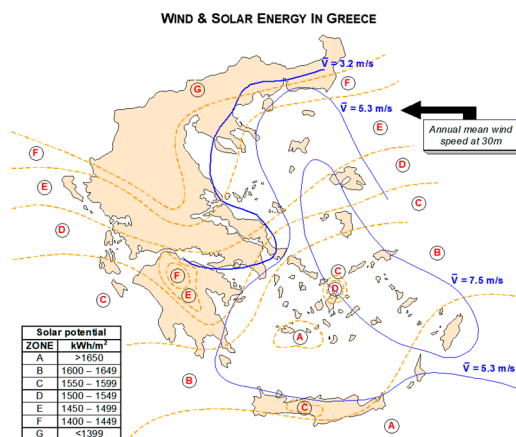 WIND & SOLAR ENERGY IN GREECE
V̄ = 3.2 m/s
G
F
V̄ = 5.3 m/s
E
Annual mean wind
speed at 30m
F
D
E
C
D
B
C
F
D
V̄ = 7.5 m/s
C
E
A
Solar potential
ZONE kWh/m²
A >1650
B 1600 – 1649
C 1550 – 1599
D 1500 – 1549
E 1450 – 1499
F 1400 – 1449
G <1399
B
V̄ = 5.3 m/s
C
A